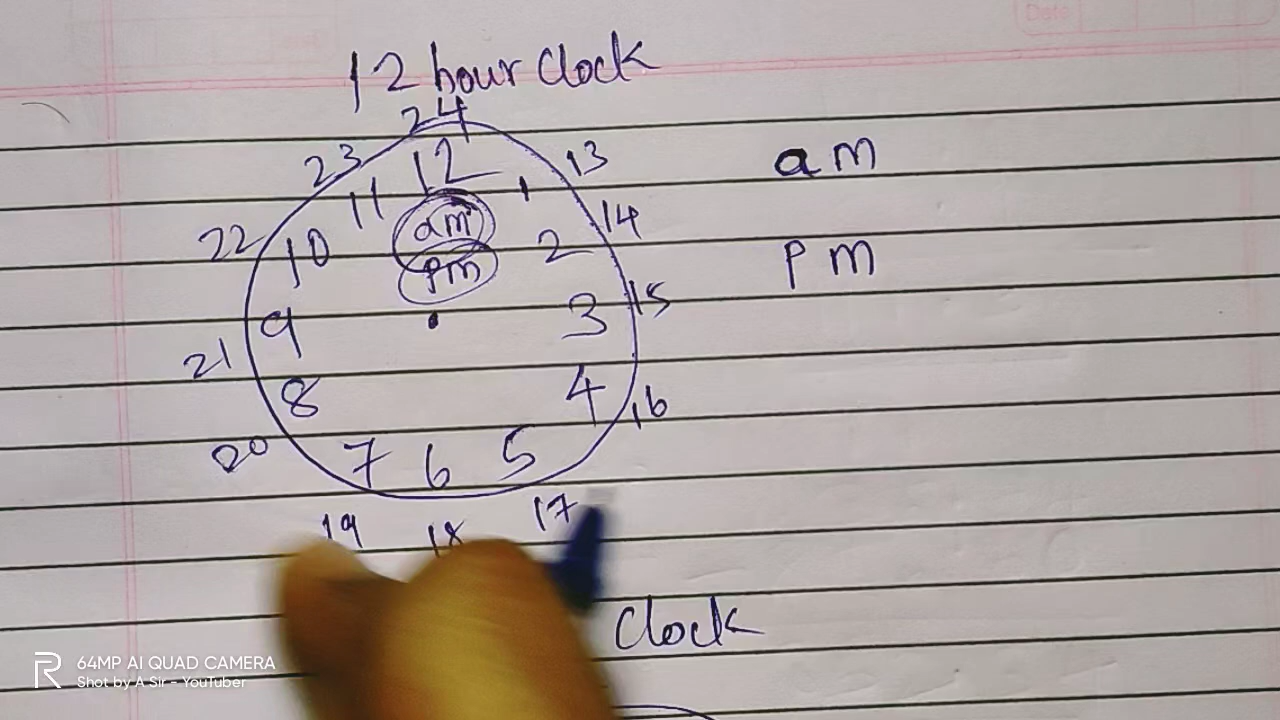 Date
12 hour Clock
24
23 12 13
11 1
22 am 14
10 2
pm
15
9 3
21
8 4 16
20 7 6 5
19 18 17
am
pm
Clock
R 64MP AI QUAD CAMERA
Shot by A Sir - YouTuber